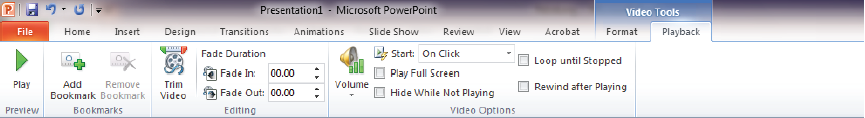 Presentation1 - Microsoft PowerPoint
Video Tools
File Home Insert Design Transitions Animations Slide Show Review View Acrobat Format Playback
Play
Preview
Add Bookmark
Remove Bookmark
Bookmarks
Trim Video
Fade Duration
Fade In: 00.00
Fade Out: 00.00
Editing
Volume
Start: On Click
Play Full Screen
Hide While Not Playing
Loop until Stopped
Rewind after Playing
Video Options